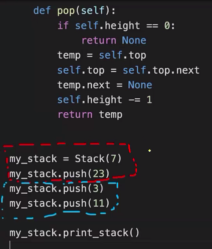 def pop(self):
if self.height == 0:
return None
temp = self.top
self.top = self.top.next
temp.next = None
self.height -= 1
return temp
my_stack = Stack(7)
my_stack.push(23)
my_stack.push(3)
my_stack.push(11)
my_stack.print_stack()